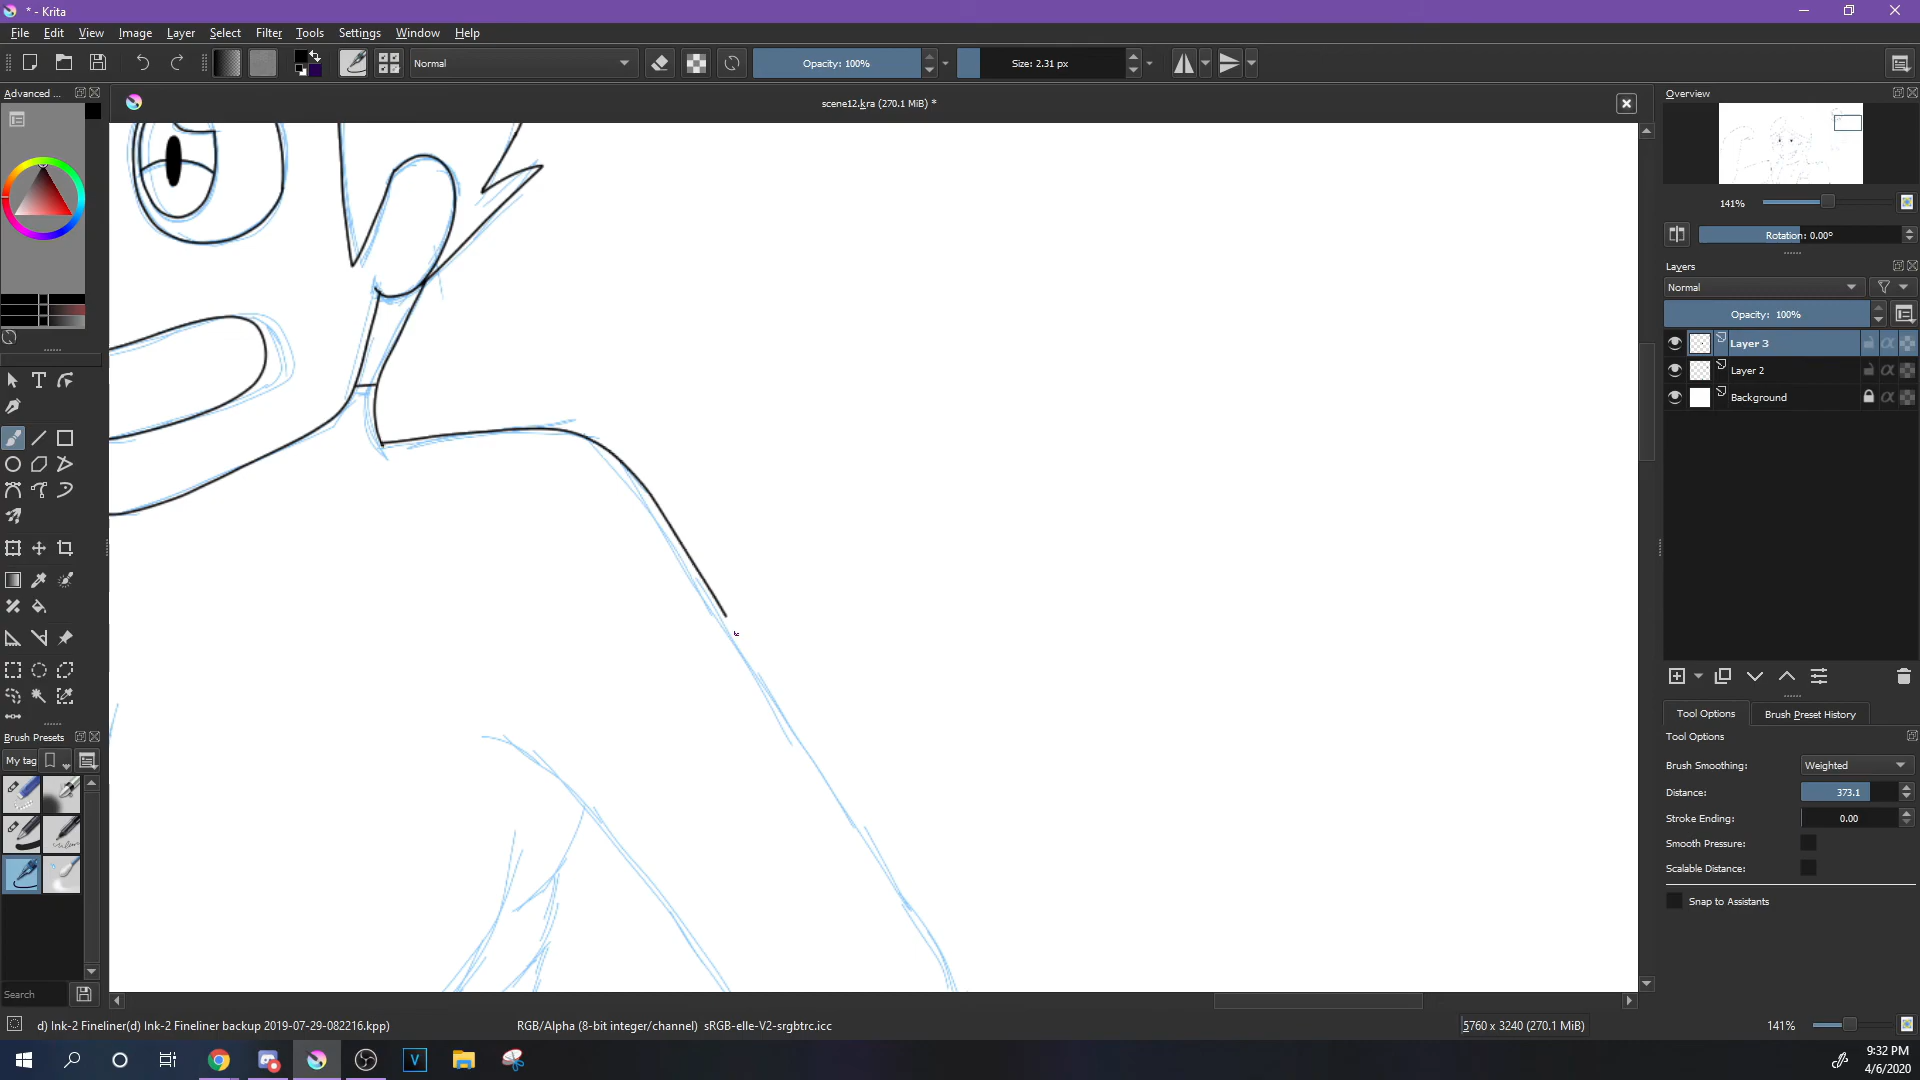 * - Krita
File Edit View Image Layer Select Filter Tools Settings Window Help
Normal
Opacity: 100%
Size: 2.31 px
Advanced ...
scene12.kra (270.1 MiB) *
Overview
141%
Rotation: 0.00°
Layers
Normal
Opacity: 100%
Layer 3
Layer 2
Background
Tool Options Brush Preset History
Tool Options
Brush Smoothing: Weighted
Distance: 373.1
Stroke Ending: 0.00
Smooth Pressure:
Scalable Distance:
Snap to Assistants
Brush Presets
My tag
Search
d) Ink-2 Fineliner(d) Ink-2 Fineliner backup 2019-07-29-082216.kpp)
RGB/Alpha (8-bit integer/channel) sRGB-elle-V2-srgbtrc.icc
5760 x 3240 (270.1 MiB)
141%
9:32 PM
4/6/2020